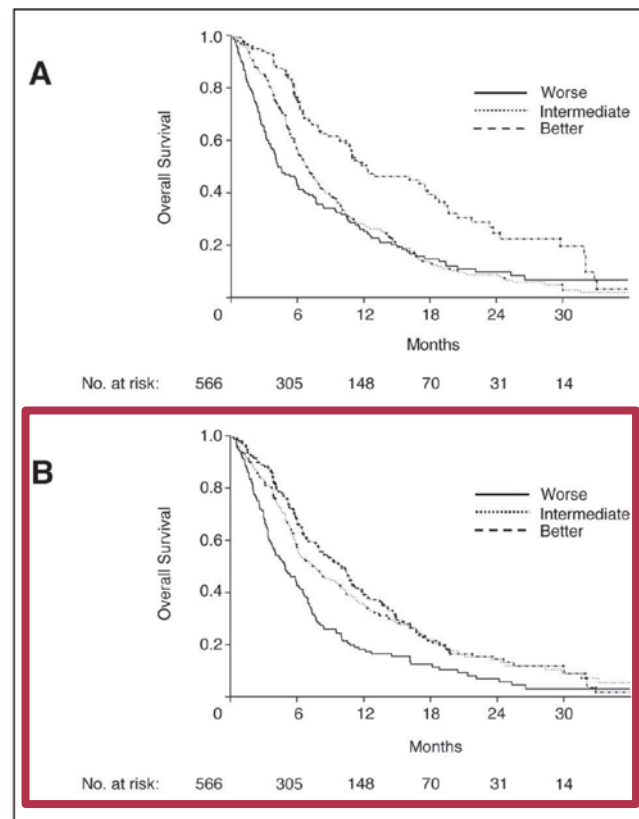 A
1.0
0.8
0.6
0.4
0.2
0
Overall Survival
Worse
Intermediate
Better
6 12 18 24 30
Months
No. at risk: 566 305 148 70 31 14
B
1.0
0.8
0.6
0.4
0.2
0
Overall Survival
Worse
Intermediate
Better
6 12 18 24 30
Months
No. at risk: 566 305 148 70 31 14